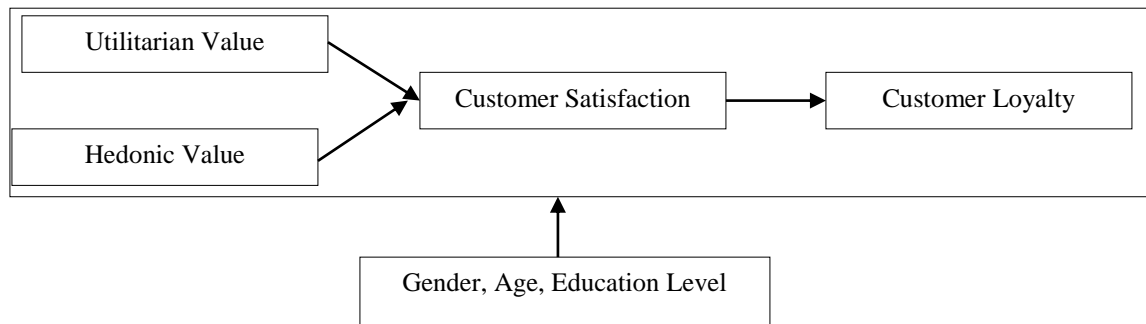 Utilitarian Value
Customer Satisfaction
Customer Loyalty
Hedonic Value
Gender, Age, Education Level